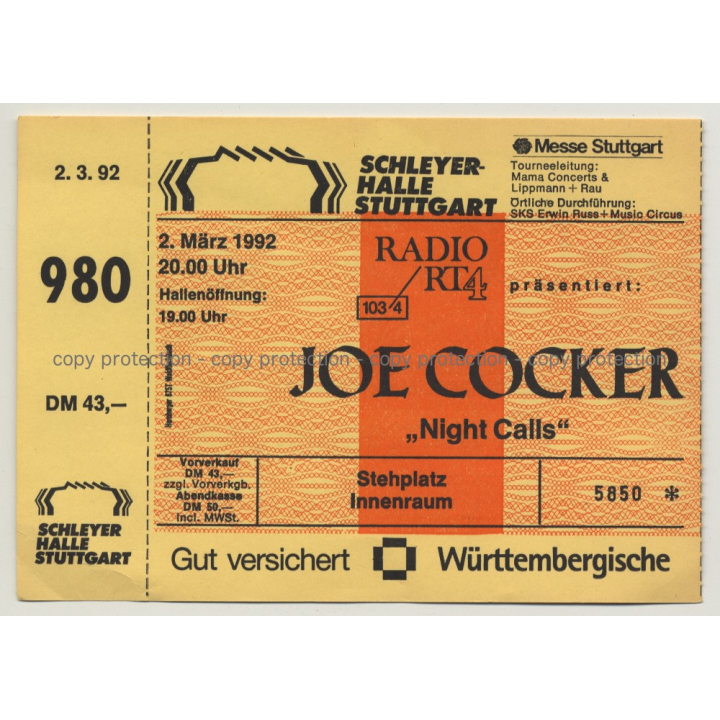 2. 3. 92
980
DM 43,—
SCHLEYER
HALLE
STUTTGART
SCHLEYER-
HALLE
STUTTGART
Messe Stuttgart
Tourneeleitung:
Mama Concerts &
Lippmann + Rau
Örtliche Durchführung:
SKS Erwin Russ + Music Circus
2. März 1992
20.00 Uhr
Hallenöffnung:
19.00 Uhr
RADIO
RT4
103·4
präsentiert:
copy protection - copy protection - copy protection - copy protection
JOE COCKER
„Night Calls“
Vorverkauf
DM 43,—
zzgl. Vorverkgb.
Abendkasse
DM 50,—
incl. MWSt.
Stehplatz
Innenraum
5850 *
Gut versichert Württembergische